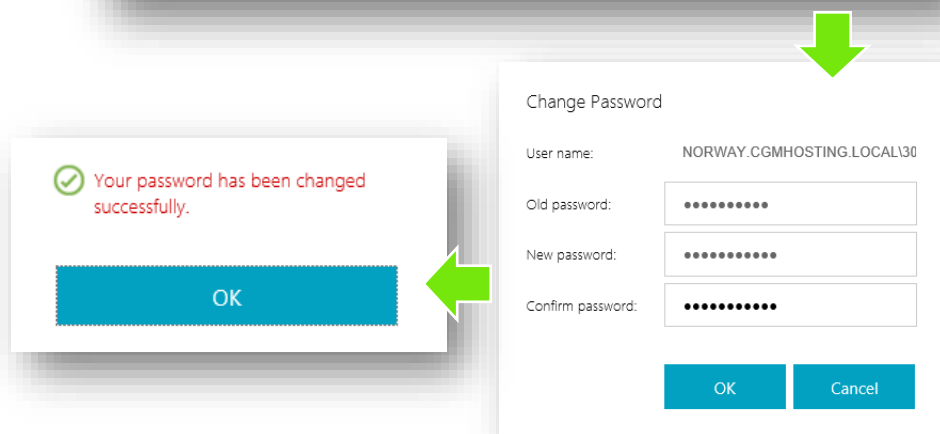 Change Password
User name: NORWAY.CGMHOSTING.LOCAL\30
Old password: ●●●●●●●●●●
New password: ●●●●●●●●●●●
Confirm password: ●●●●●●●●●●●
OK Cancel
Your password has been changed
successfully.
OK